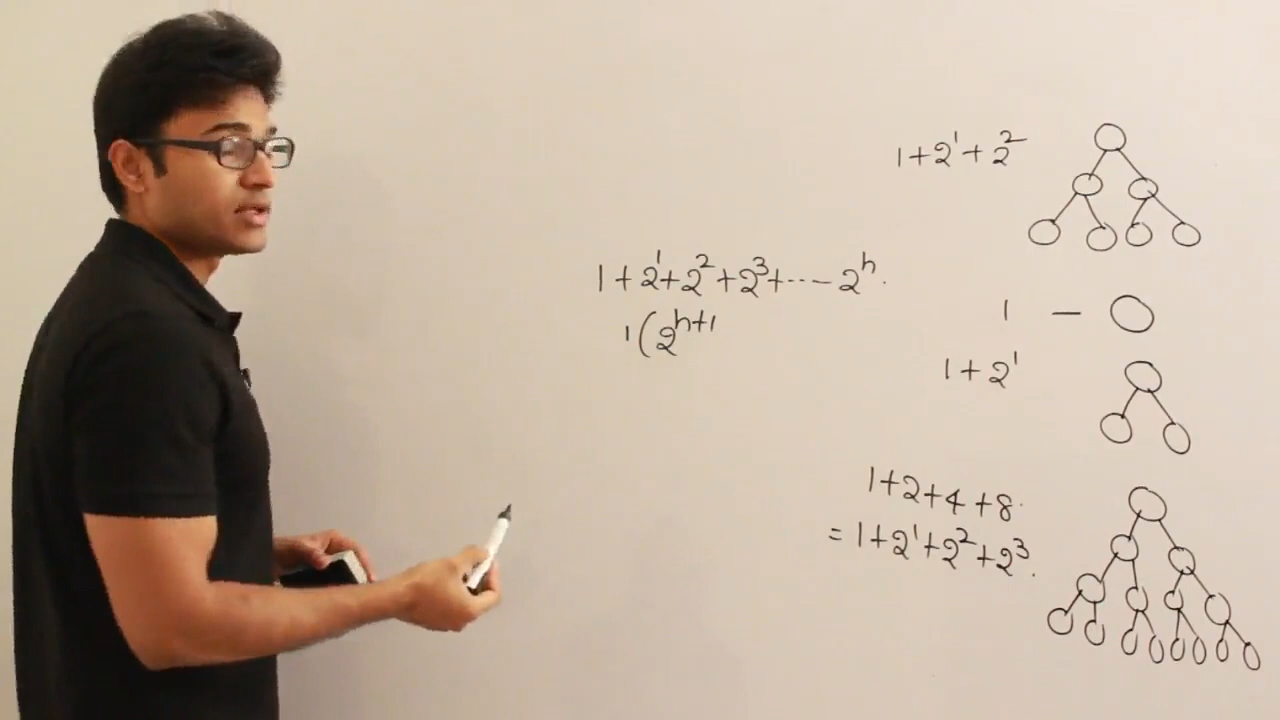 1+2¹+2²
1+2¹+2²+2³+----2ʰ.
1(2ʰ⁺¹
1 —
1+2¹
1+2+4+8.
=1+2¹+2²+2³.